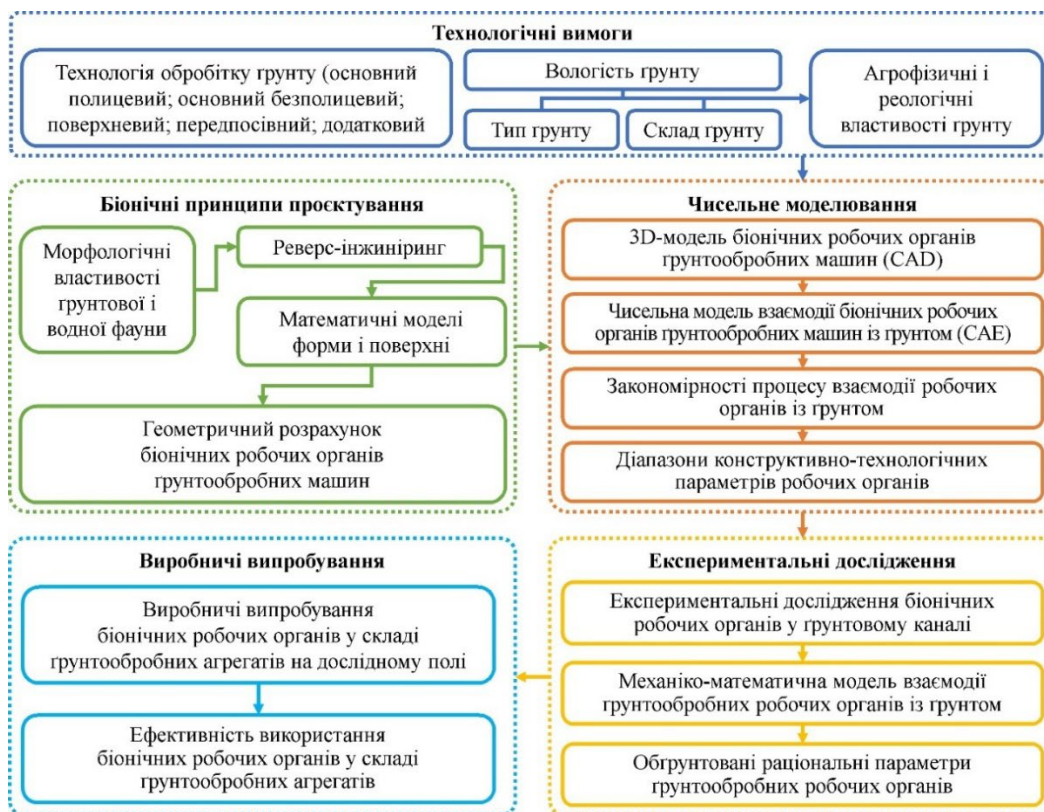 Технологічні вимоги
Технологія обробітку ґрунту (основний
полицевий; основний безполицевий;
поверхневий; передпосівний; додатковий
Вологість ґрунту
Тип ґрунту
Склад ґрунту
Агрофізичні і
реологічні
властивості ґрунту
Біонічні принципи проєктування
Морфологічні
властивості
ґрунтової і
водної фауни
Реверс-інжиніринг
Математичні моделі
форми і поверхні
Геометричний розрахунок
біонічних робочих органів
ґрунтообробних машин
Чисельне моделювання
3D-модель біонічних робочих органів
ґрунтообробних машин (CAD)
Чисельна модель взаємодії біонічних робочих
органів ґрунтообробних машин із ґрунтом (CAE)
Закономірності процесу взаємодії робочих
органів із ґрунтом
Діапазони конструктивно-технологічних
параметрів робочих органів
Виробничі випробування
Виробничі випробування
біонічних робочих органів у складі
ґрунтообробних агрегатів на дослідному полі
Ефективність використання
біонічних робочих органів у складі
ґрунтообробних агрегатів
Експериментальні дослідження
Експериментальні дослідження біонічних
робочих органів у ґрунтовому каналі
Механіко-математична модель взаємодії
ґрунтообробних робочих органів із ґрунтом
Обґрунтовані раціональні параметри
ґрунтообробних робочих органів